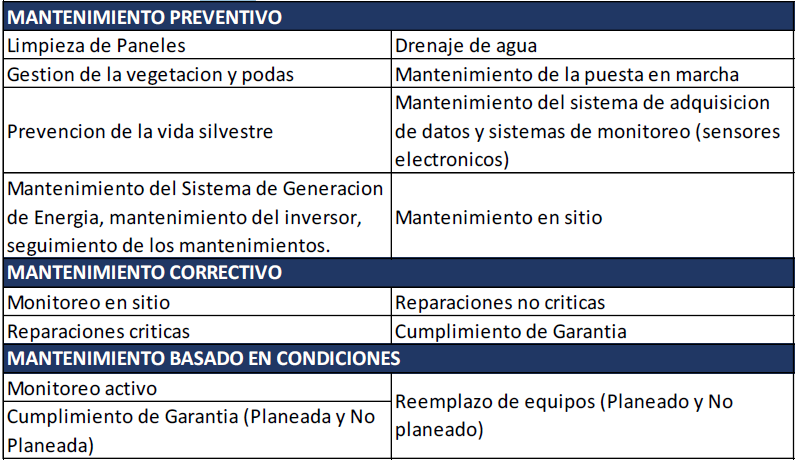 MANTENIMIENTO PREVENTIVO
Limpieza de Paneles
Drenaje de agua
Gestion de la vegetacion y podas
Mantenimiento de la puesta en marcha
Prevencion de la vida silvestre
Mantenimiento del sistema de adquisicion
de datos y sistemas de monitoreo (sensores
electronicos)
Mantenimiento del Sistema de Generacion
de Energia, mantenimiento del inversor,
seguimiento de los mantenimientos.
Mantenimiento en sitio
MANTENIMIENTO CORRECTIVO
Monitoreo en sitio
Reparaciones no criticas
Reparaciones criticas
Cumplimiento de Garantia
MANTENIMIENTO BASADO EN CONDICIONES
Monitoreo activo
Reemplazo de equipos (Planeado y No
planeado)
Cumplimiento de Garantia (Planeada y No
Planeada)